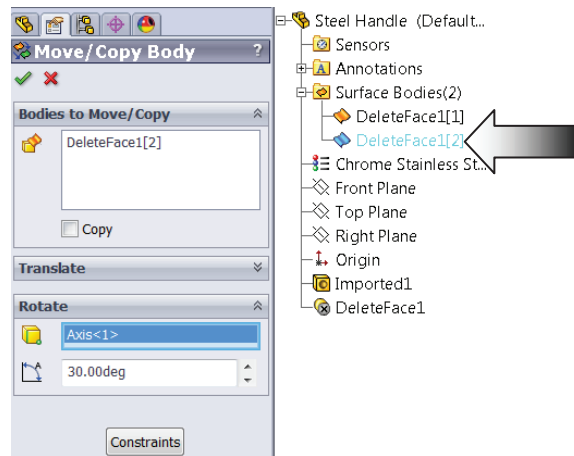 Move/Copy Body ?
Bodies to Move/Copy
DeleteFace1[2]
Copy
Translate
Rotate
Axis<1>
30.00deg
Constraints
Steel Handle (Default...
Sensors
A Annotations
Surface Bodies(2)
DeleteFace1[1]
DeleteFace1[2]
Chrome Stainless St...
Front Plane
Top Plane
Right Plane
Origin
Imported1
DeleteFace1